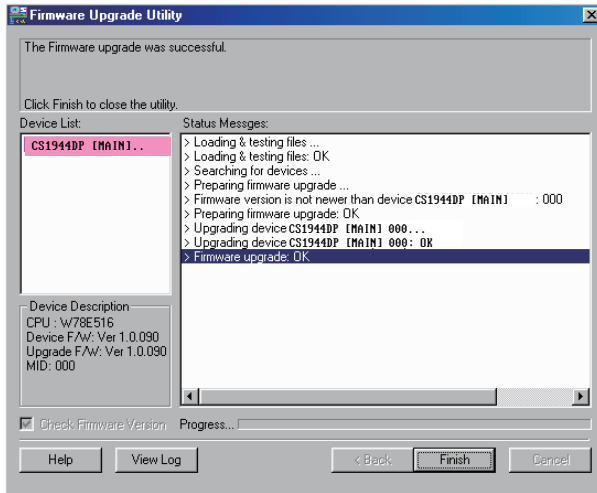 Firmware Upgrade Utility
The Firmware upgrade was successful.
Click Finish to close the utility.
Device List:
CS1944DP [MAIN]..
Status Messges:
> Loading & testing files ...
> Loading & testing files: OK
> Searching for devices ...
> Preparing firmware upgrade ...
> Firmware version is not newer than device CS1944DP [MAIN] : 000
> Preparing firmware upgrade: OK
> Upgrading device CS1944DP [MAIN] 000...
> Upgrading device CS1944DP [MAIN] 000: OK
> Firmware upgrade: OK
Device Description
CPU : W78E516
Device F/W: Ver 1.0.090
Upgrade F/W: Ver 1.0.090
MID: 000
Check Firmware Version
Progress...
Help
View Log
< Back
Finish
Cancel